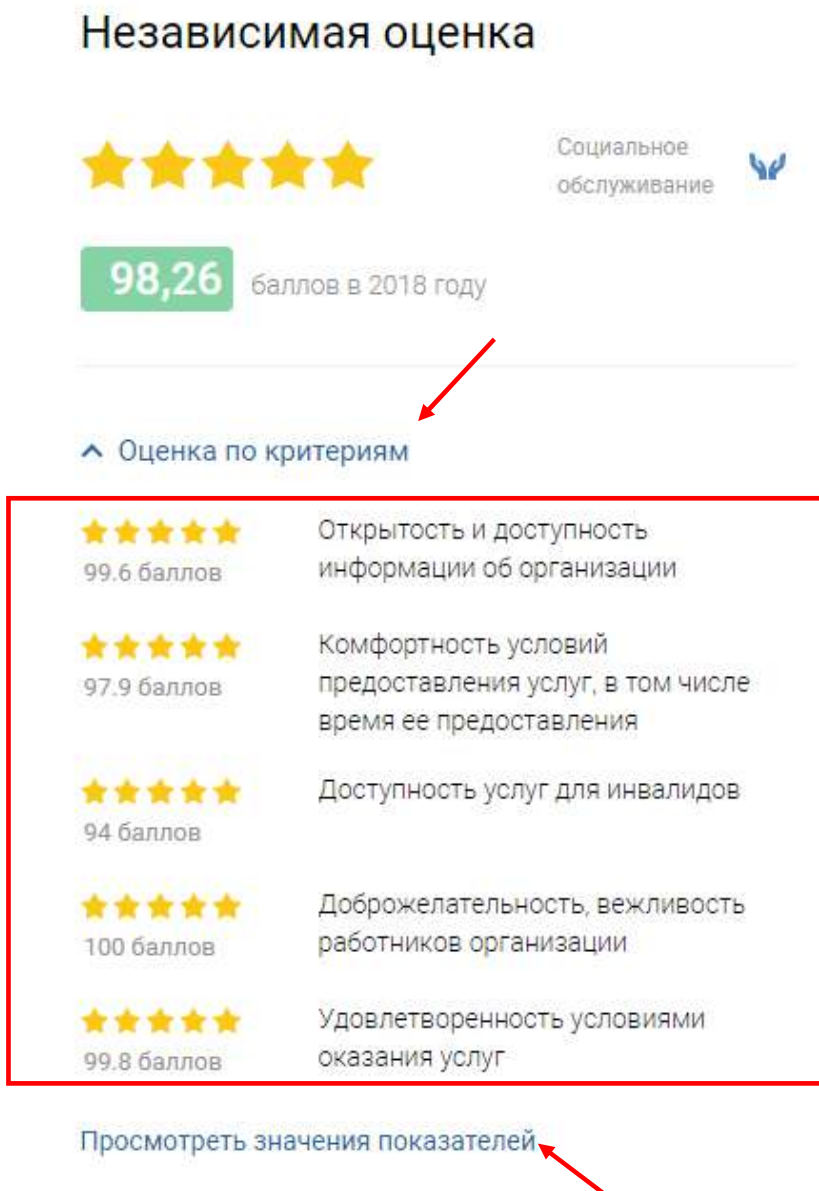 Независимая оценка
Социальное
обслуживание
98,26 баллов в 2018 году
Оценка по критериям
Открытость и доступность
99.6 баллов информации об организации
Комфортность условий
97.9 баллов предоставления услуг, в том числе
время ее предоставления
Доступность услуг для инвалидов
94 баллов
Доброжелательность, вежливость
100 баллов работников организации
Удовлетворенность условиями
99.8 баллов оказания услуг
Просмотреть значения показателей